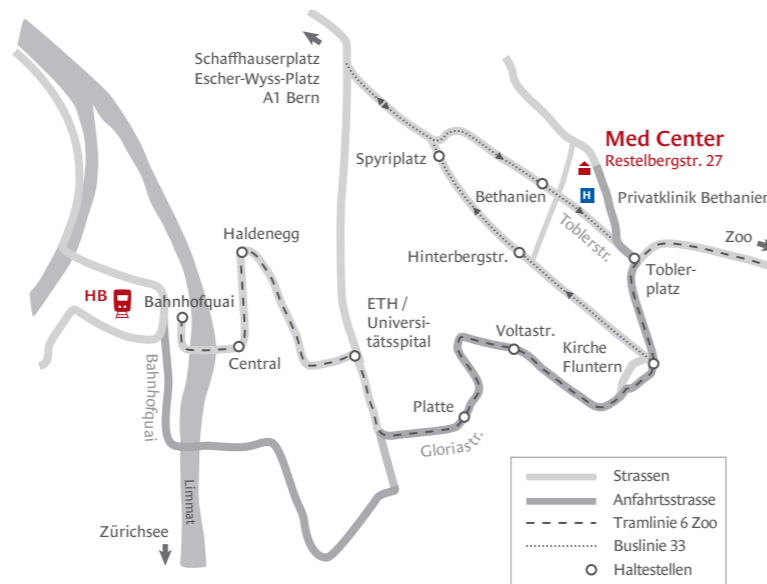 Schaffhauserplatz
Escher-Wyss-Platz
A1 Bern
Spyriplatz
Med Center
Restelbergstr. 27
H
Privatklinik Bethanien
Bethanien
Toblerstr.
Zoo
Haldenegg
Hinterbergstr.
Tobler-
platz
HB
Bahnhofquai
ETH /
Universi-
tätsspital
Voltastr.
Kirche
Fluntern
Central
Bahnhofquai
Platte
Gloriastr.
Limmat
Zürichsee
Strassen
Anfahrtsstrasse
Tramlinie 6 Zoo
Buslinie 33
Haltestellen